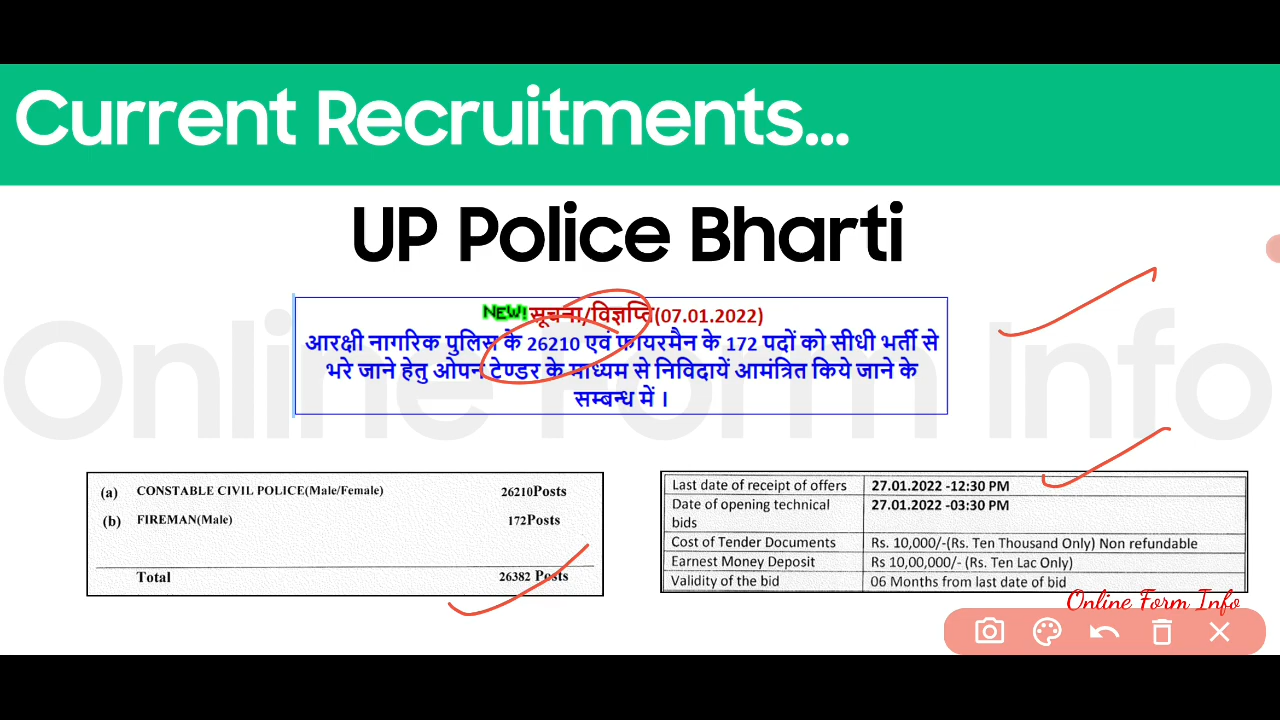 Current Recruitments...
UP Police Bharti
NEW! सूचना/विज्ञप्ति(07.01.2022)
आरक्षी नागरिक पुलिस के 26210 एवं फायरमैन के 172 पदों को सीधी भर्ती से
भरे जाने हेतु ओपन टेण्डर के माध्यम से निविदायें आमंत्रित किये जाने के
सम्बन्ध में ।
Online Form Info
(a) CONSTABLE CIVIL POLICE(Male/Female) 26210Posts
(b) FIREMAN(Male) 172Posts
Total 26382 Posts
Last date of receipt of offers 27.01.2022 -12:30 PM
Date of opening technical bids 27.01.2022 -03:30 PM
Cost of Tender Documents Rs. 10,000/-(Rs. Ten Thousand Only) Non refundable
Earnest Money Deposit Rs 10,00,000/- (Rs. Ten Lac Only)
Validity of the bid 06 Months from last date of bid
Online Form Info